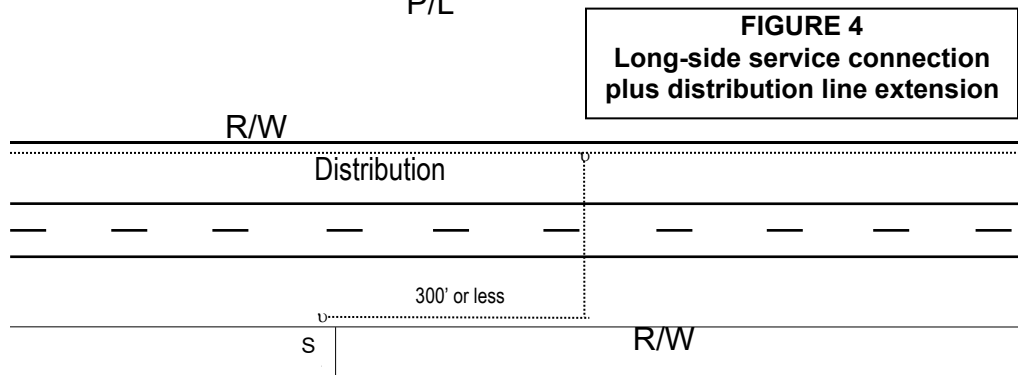 P/L
FIGURE 4
Long-side service connection
plus distribution line extension
R/W
Distribution
υ
300' or less
υ
S
R/W